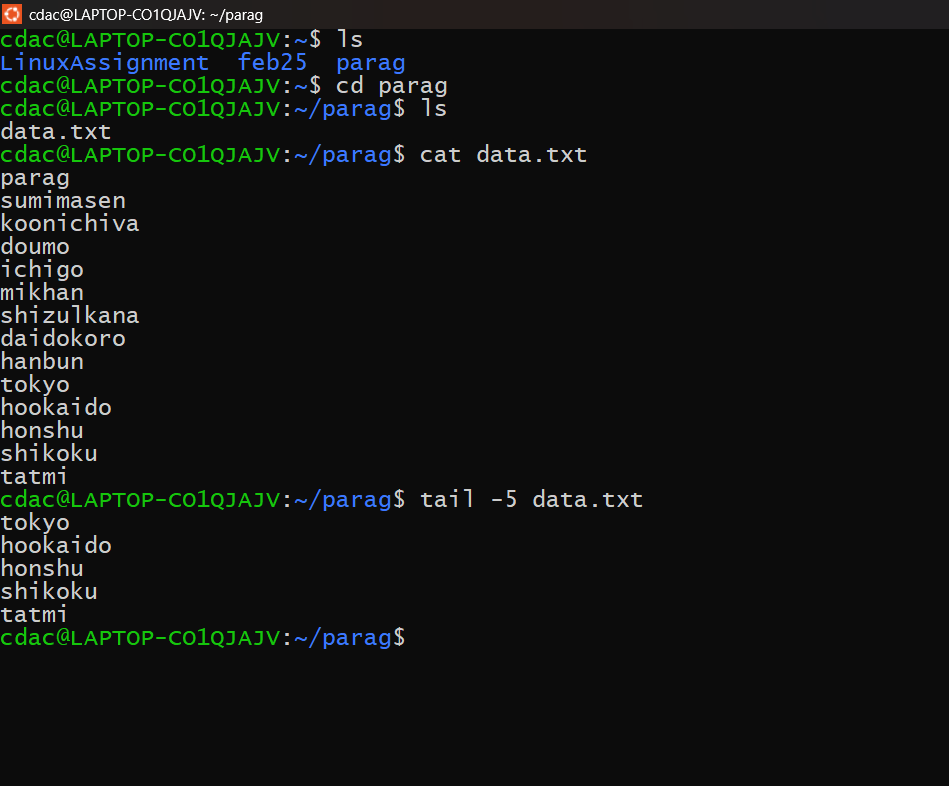 cdac@LAPTOP-CO1QJAJV: ~/parag
cdac@LAPTOP-CO1QJAJV:~$ ls
LinuxAssignment  feb25  parag
cdac@LAPTOP-CO1QJAJV:~$ cd parag
cdac@LAPTOP-CO1QJAJV:~/parag$ ls
data.txt
cdac@LAPTOP-CO1QJAJV:~/parag$ cat data.txt
parag
sumimasen
koonichiva
doumo
ichigo
mikhan
shizulkana
daidokoro
hanbun
tokyo
hookaido
honshu
shikoku
tatmi
cdac@LAPTOP-CO1QJAJV:~/parag$ tail -5 data.txt
tokyo
hookaido
honshu
shikoku
tatmi
cdac@LAPTOP-CO1QJAJV:~/parag$